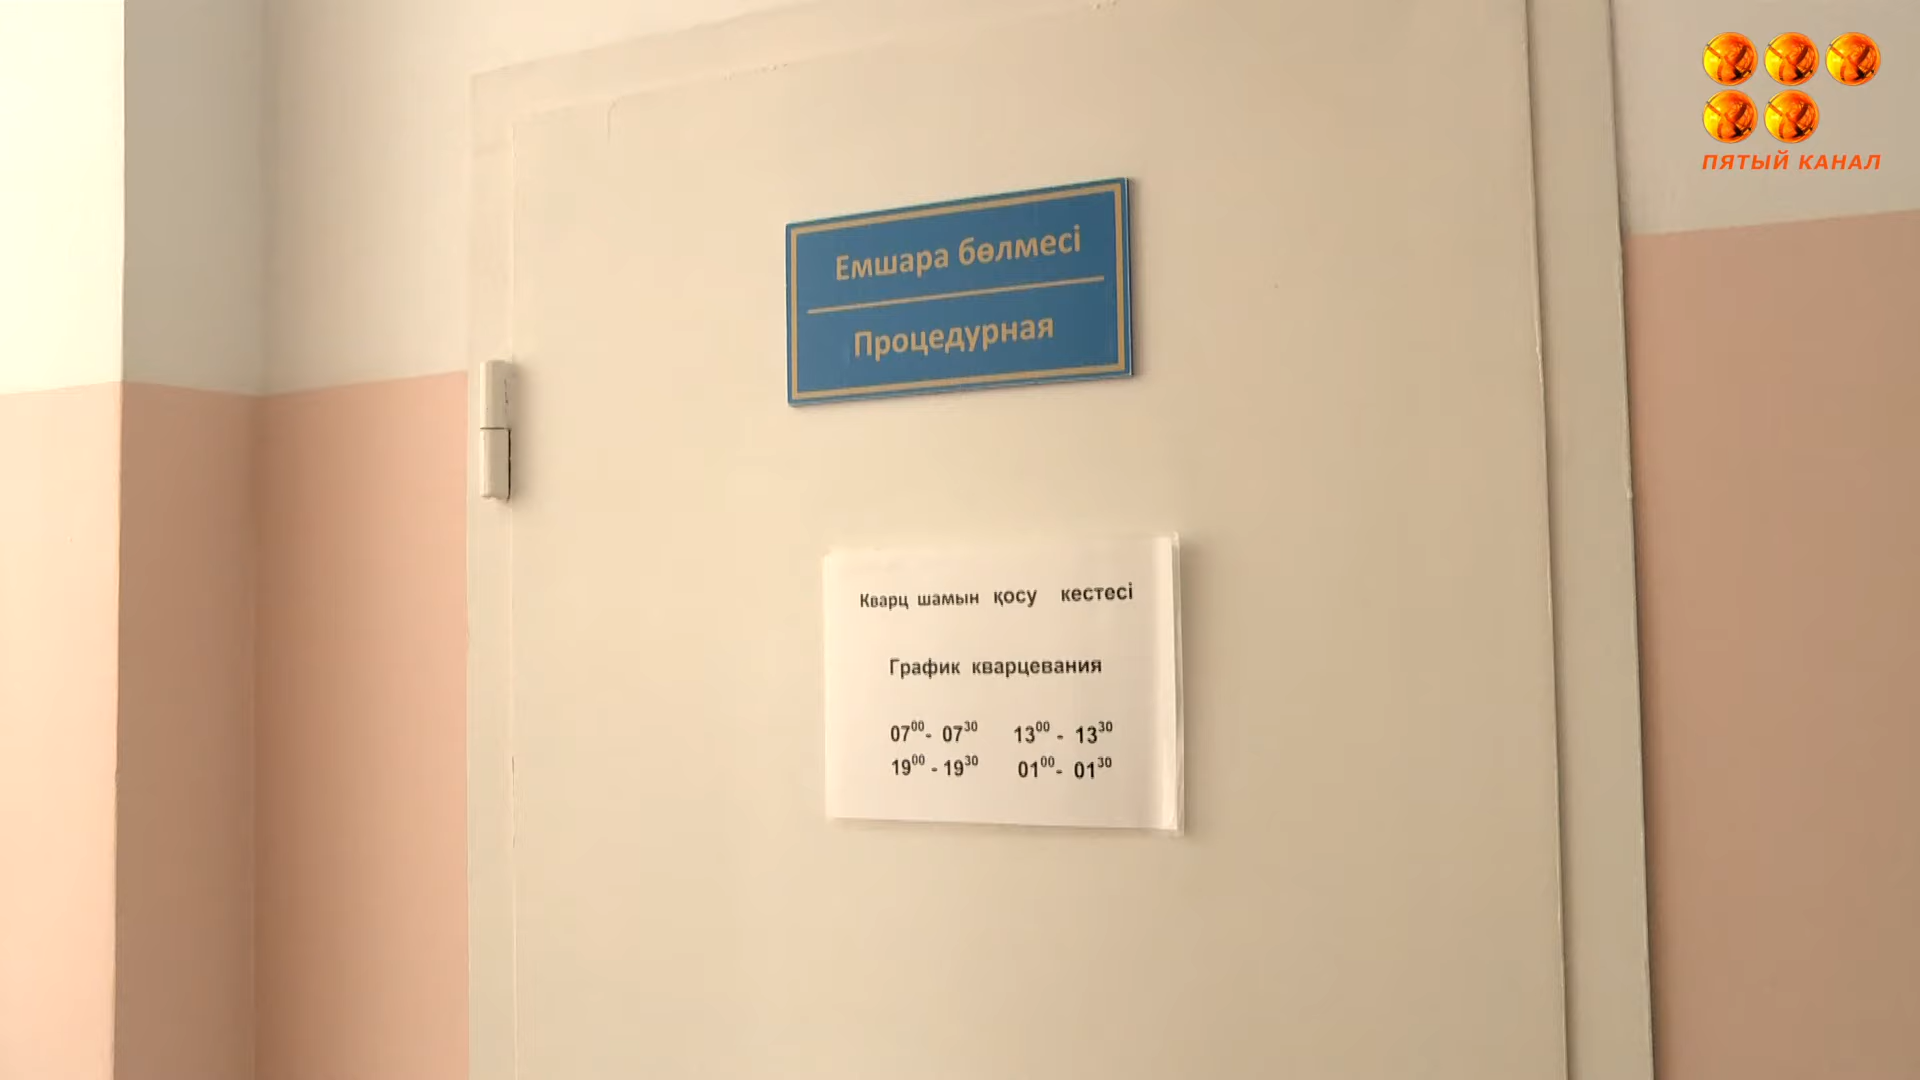 ПЯТЫЙ КАНАЛ
Емшара бөлмесі
Процедурная
Кварц шамын қосу кестесі
График кварцевания
07⁰⁰- 07³⁰ 13⁰⁰ - 13³⁰
19⁰⁰ - 19³⁰ 01⁰⁰- 01³⁰